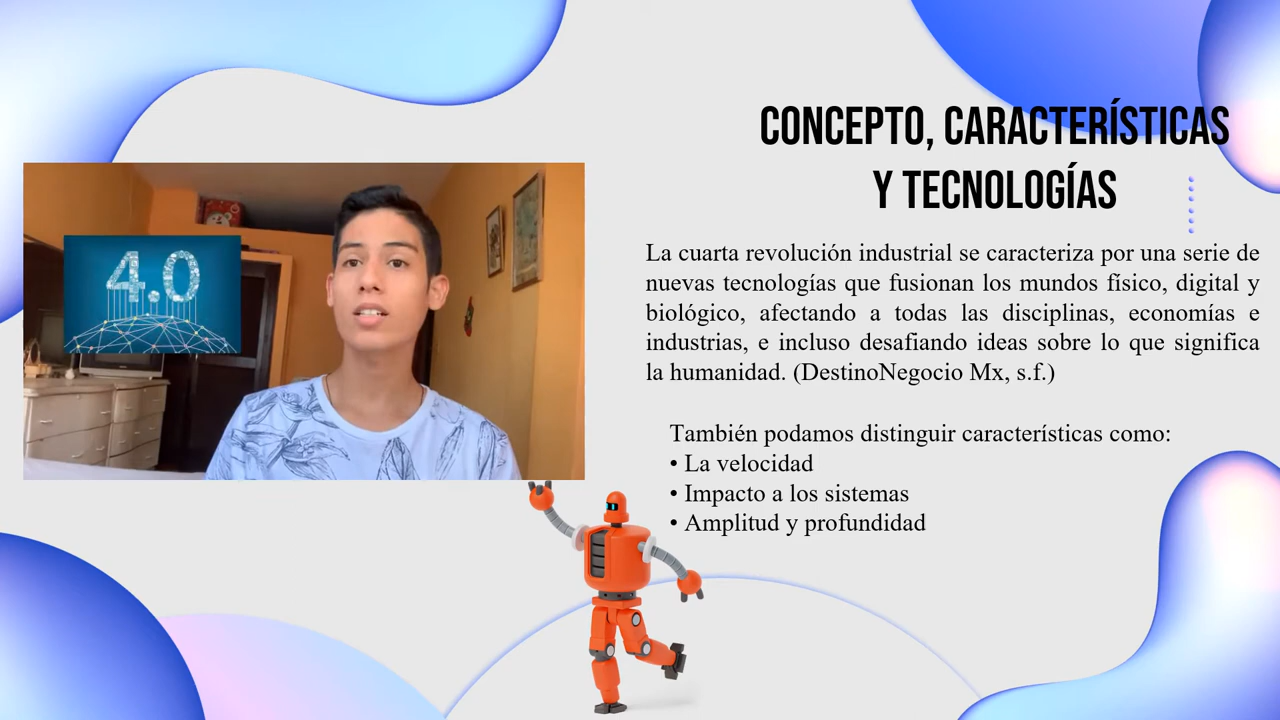 CONCEPTO, CARACTERÍSTICAS
Y TECNOLOGÍAS
4.0
La cuarta revolución industrial se caracteriza por una serie de
nuevas tecnologías que fusionan los mundos físico, digital y
biológico, afectando a todas las disciplinas, economías e
industrias, e incluso desafiando ideas sobre lo que significa
la humanidad. (DestinoNegocio Mx, s.f.)
También podamos distinguir características como:
• La velocidad
• Impacto a los sistemas
• Amplitud y profundidad